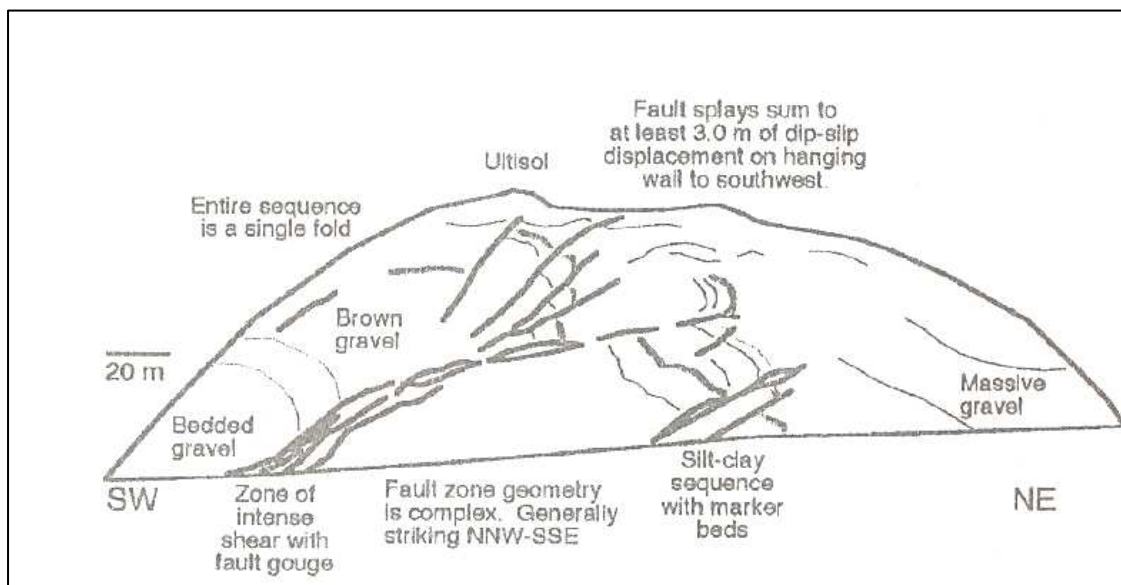 Fault splays sum to
at least 3.0 m of dip-slip
displacement on hanging
wall to southwest.
Ultisol
Entire sequence
is a single fold
Brown
gravel
20 m
Bedded
gravel
Massive
gravel
SW
Zone of
intense
shear with
fault gouge
Fault zone geometry
is complex. Generally
striking NNW-SSE
Silt-clay
sequence
with marker
beds
NE